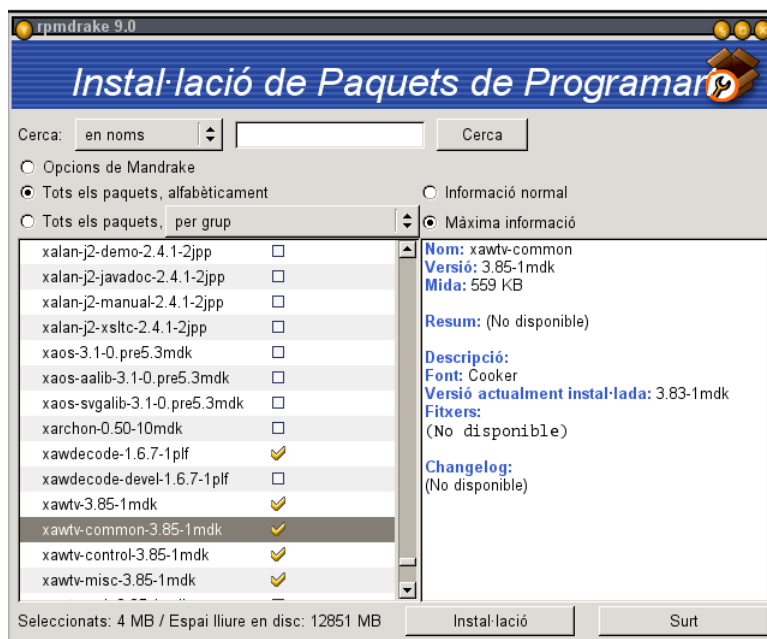 rpmdrake 9.0
Instal·lació de Paquets de Programari
Cerca: en noms Cerca
Opcions de Mandrake
Tots els paquets, alfabèticament
Tots els paquets, per grup
Informació normal
Màxima informació
xalan-j2-demo-2.4.1-2jpp
xalan-j2-javadoc-2.4.1-2jpp
xalan-j2-manual-2.4.1-2jpp
xalan-j2-xsltc-2.4.1-2jpp
xaos-3.1-0.pre5.3mdk
xaos-aalib-3.1-0.pre5.3mdk
xaos-svgalib-3.1-0.pre5.3mdk
xarchon-0.50-10mdk
xawdecode-1.6.7-1plf
xawdecode-devel-1.6.7-1plf
xawtv-3.85-1mdk
xawtv-common-3.85-1mdk
xawtv-control-3.85-1mdk
xawtv-misc-3.85-1mdk
Nom: xawtv-common
Versió: 3.85-1mdk
Mida: 559 KB
Resum: (No disponible)
Descripció:
Font: Cooker
Versió actualment instal·lada: 3.83-1mdk
Fitxers:
(No disponible)
Changelog:
(No disponible)
Seleccionats: 4 MB / Espai lliure en disc: 12851 MB
Instal·lació
Surt